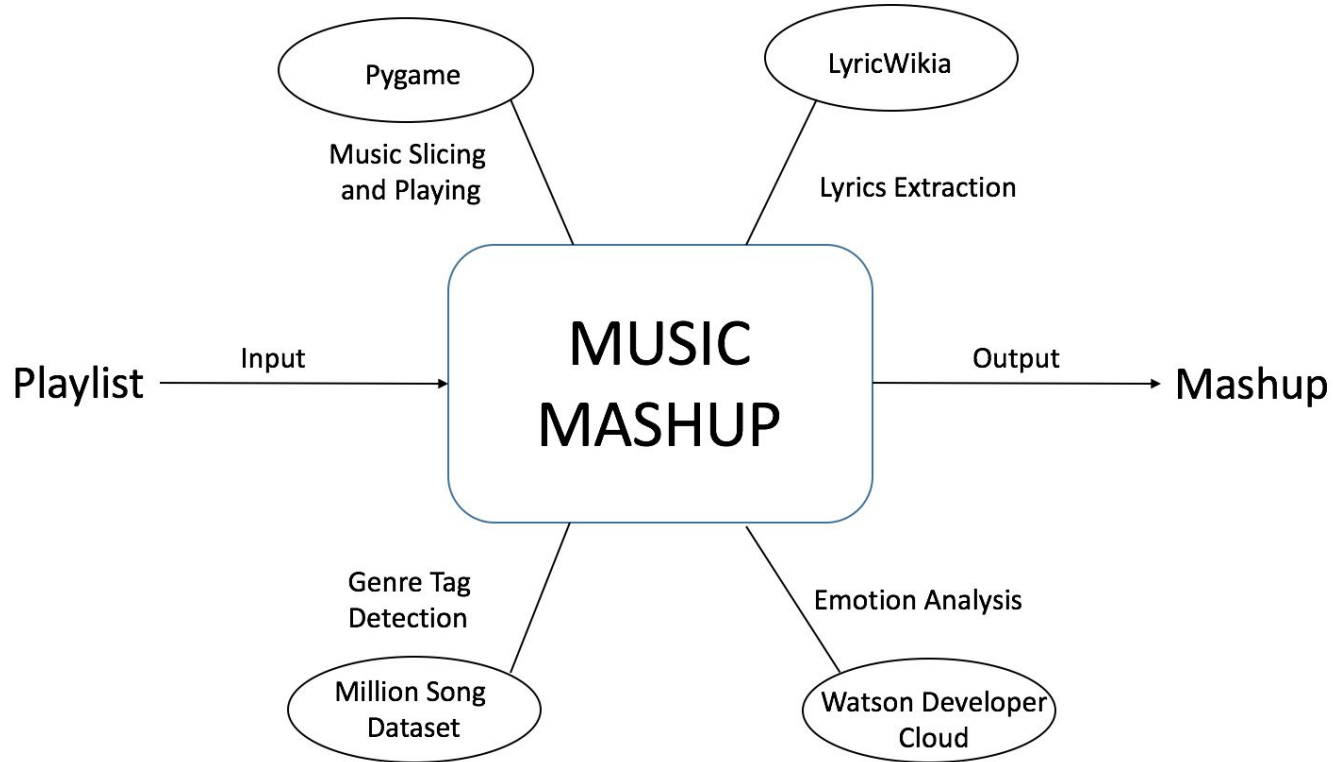 Pygame
LyricWikia
Music Slicing
and Playing
Lyrics Extraction
Playlist
Input
MUSIC
MASHUP
Output
Mashup
Genre Tag
Detection
Emotion Analysis
Million Song
Dataset
Watson Developer
Cloud